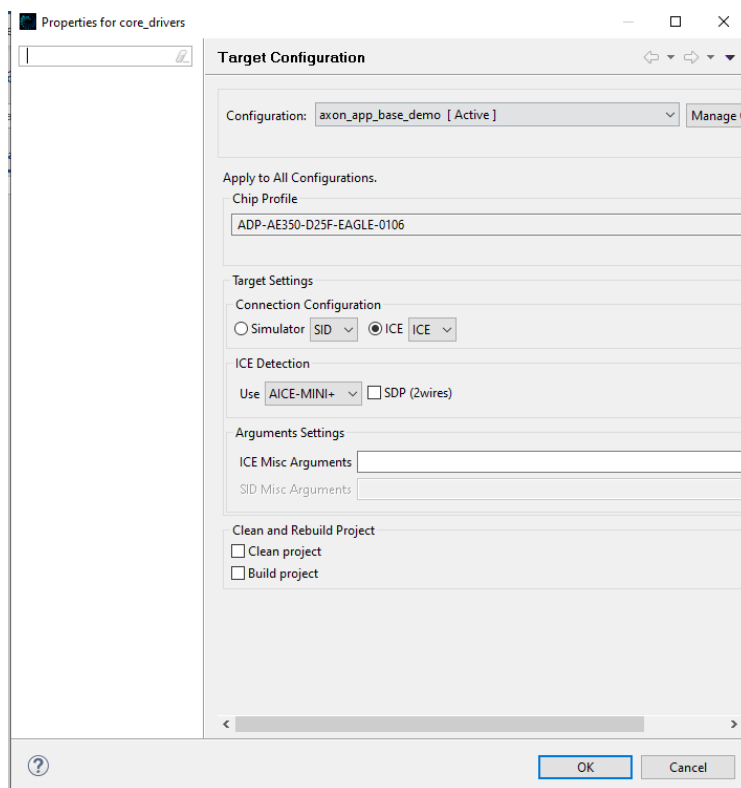 Properties for core_drivers
Target Configuration
Configuration: axon_app_base_demo [ Active ] Manage
Apply to All Configurations.
Chip Profile
ADP-AE350-D25F-EAGLE-0106
Target Settings
Connection Configuration
Simulator SID ICE ICE
ICE Detection
Use AICE-MINI+ SDP (2wires)
Arguments Settings
ICE Misc Arguments
SID Misc Arguments
Clean and Rebuild Project
Clean project
Build project
OK Cancel